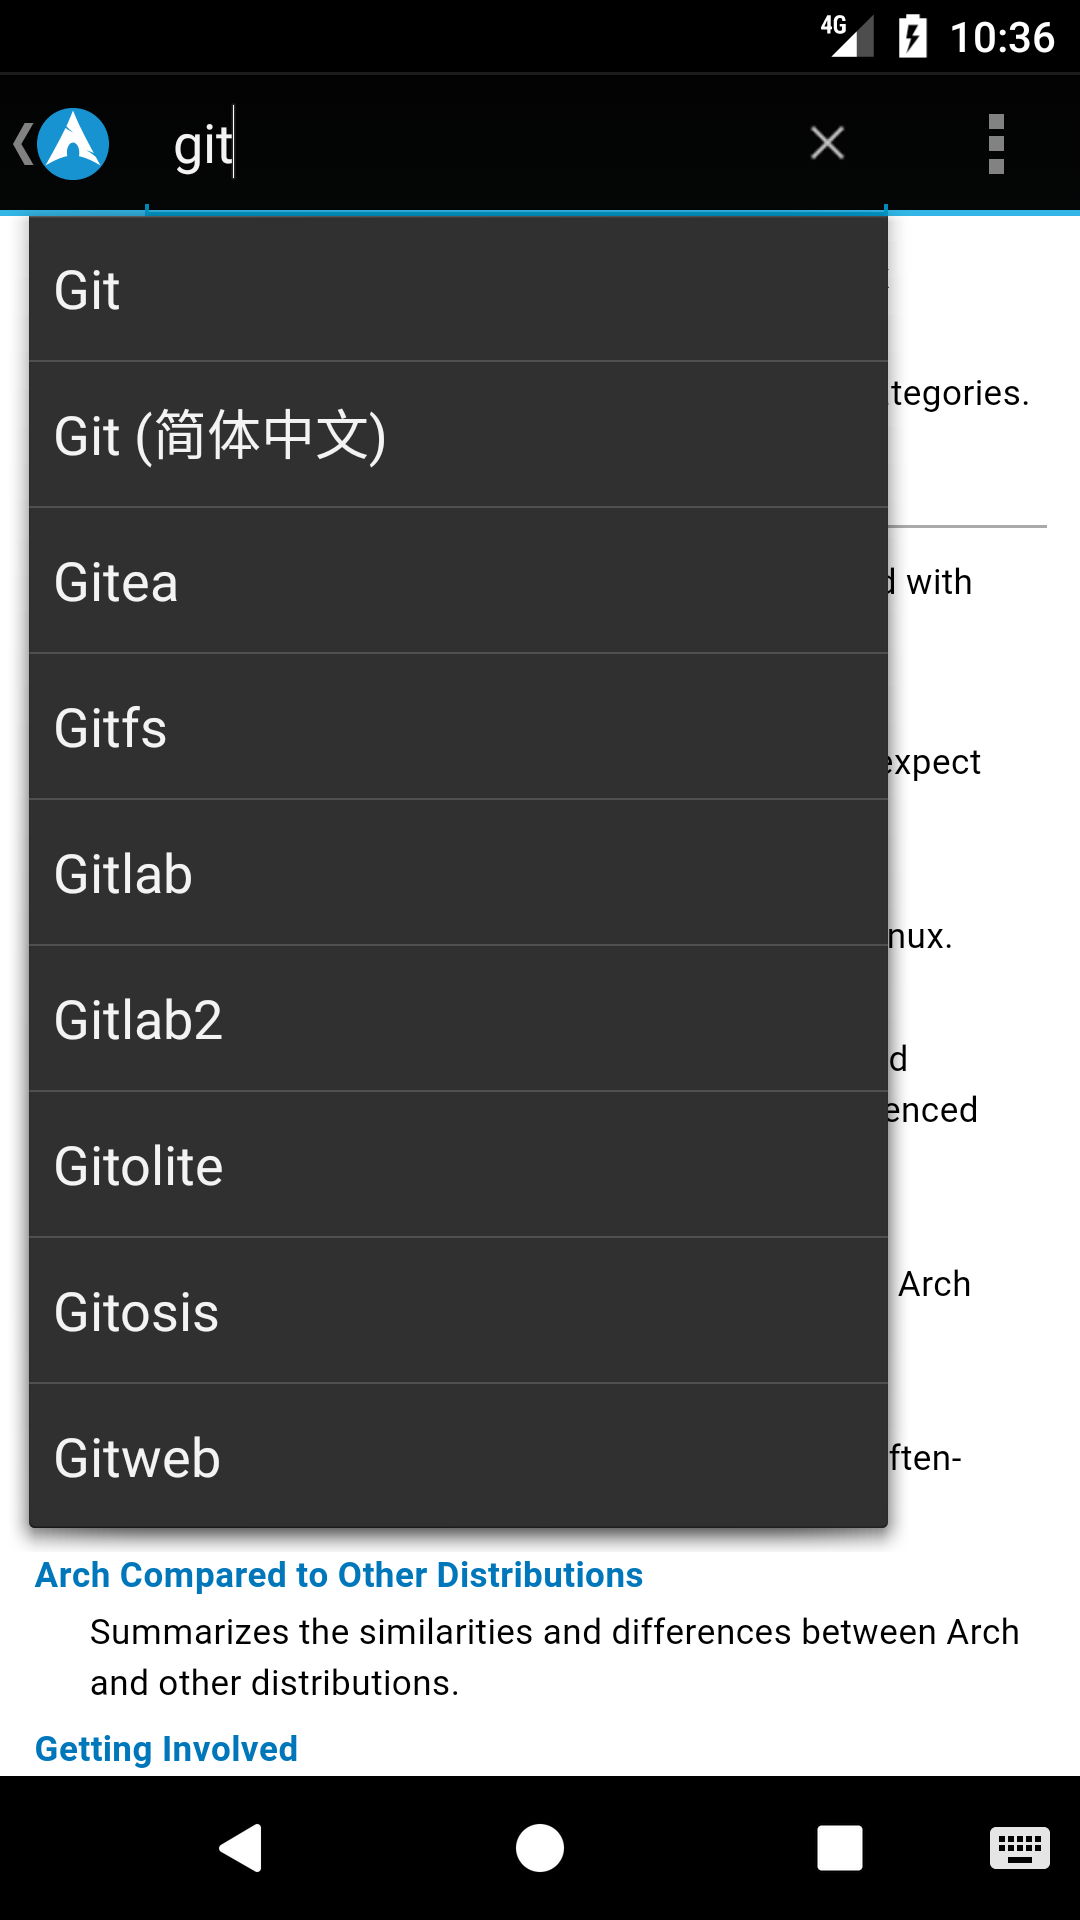 4G 10:36
git
Git
tegories.
Git (简体中文)
Gitea
d with
Gitfs
expect
Gitlab
nux.
Gitlab2
d
enced
Gitolite
Arch
Gitosis
Gitweb
ften-
Arch Compared to Other Distributions
Summarizes the similarities and differences between Arch
and other distributions.
Getting Involved